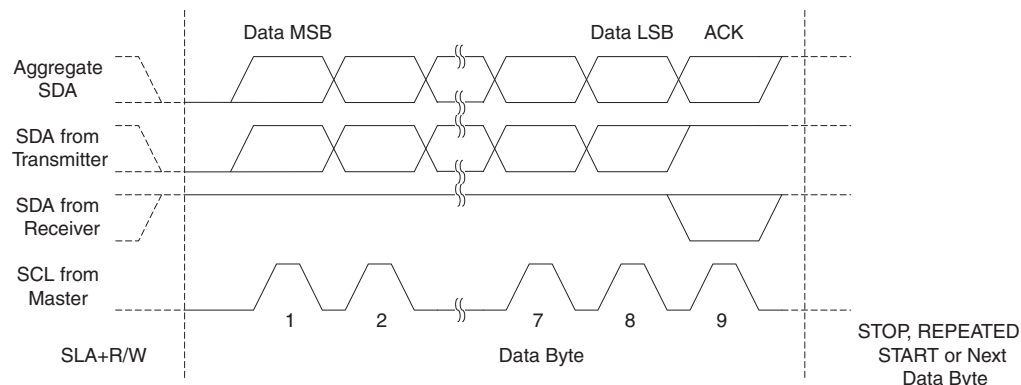 Data MSB
Data LSB
ACK
Aggregate
SDA
SDA from
Transmitter
SDA from
Receiver
SCL from
Master
1
2
7
8
9
SLA+R/W
Data Byte
STOP, REPEATED
START or Next
Data Byte